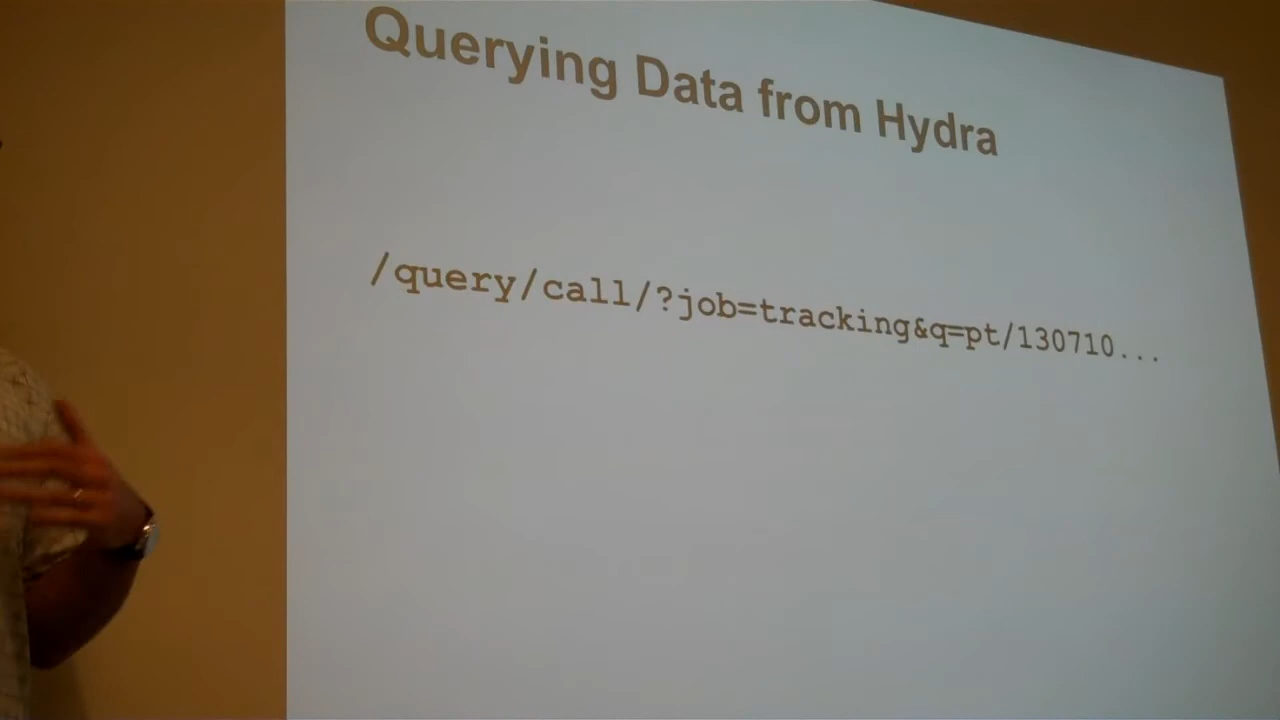 Querying Data from Hydra
/query/call/?job=tracking&q=pt/130710...